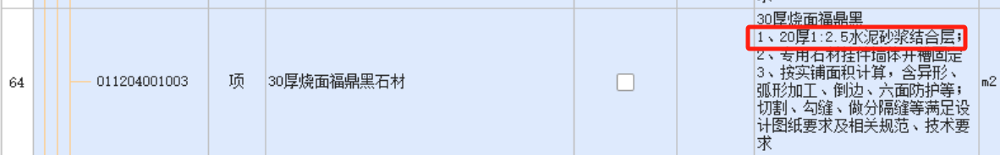 64
011204001003
项
30厚烧面福鼎黑石材
30厚烧面福鼎黑
1、20厚1:2.5水泥砂浆结合层;
2、专用石材挂件墙体开槽固定
3、按实铺面积计算，含异形、
弧形加工、倒边、六面防护等；
切割、勾缝、做分隔缝等满足设
计图纸要求及相关规范、技术要
求
m2